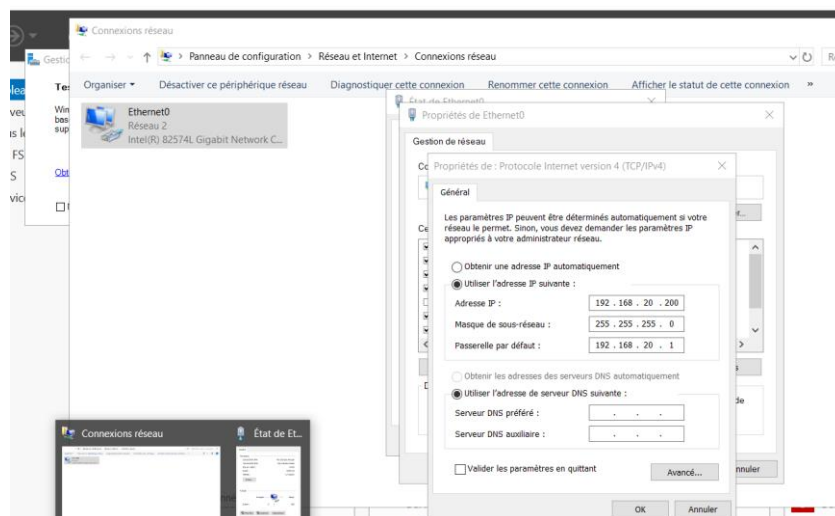 Connexions réseau
Panneau de configuration > Réseau et Internet > Connexions réseau
Organiser
Désactiver ce périphérique réseau
Diagnostiquer cette connexion
Renommer cette connexion
Afficher le statut de cette connexion
»
Ethernet0
Réseau 2
Intel(R) 82574L Gigabit Network C...
État de Ethernet0
Propriétés de Ethernet0
Gestion de réseau
Propriétés de : Protocole Internet version 4 (TCP/IPv4)
Général
Les paramètres IP peuvent être déterminés automatiquement si votre
réseau le permet. Sinon, vous devez demander les paramètres IP
appropriés à votre administrateur réseau.
Obtenir une adresse IP automatiquement
Utiliser l'adresse IP suivante :
Adresse IP : 192 . 168 . 20 . 200
Masque de sous-réseau : 255 . 255 . 255 . 0
Passerelle par défaut : 192 . 168 . 20 . 1
Obtenir les adresses des serveurs DNS automatiquement
Utiliser l'adresse de serveur DNS suivante :
Serveur DNS préféré : . . .
Serveur DNS auxiliaire : . . .
Valider les paramètres en quittant
Avancé...
OK
Annuler
Connexions réseau
État de Et...